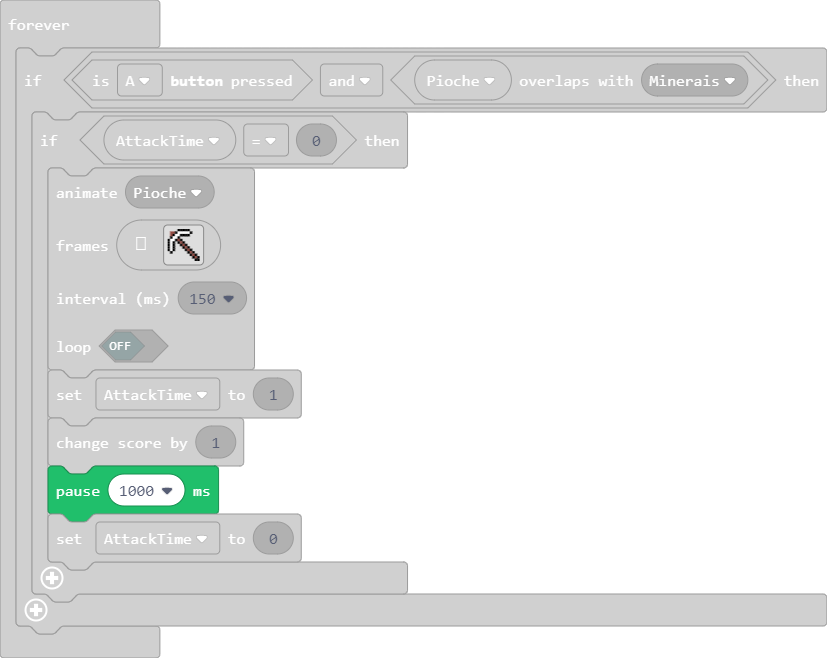 forever
if is A button pressed and Pioche overlaps with Minerais then
if AttackTime = 0 then
animate Pioche
frames
interval (ms) 150
loop OFF
set AttackTime to 1
change score by 1
pause 1000 ms
set AttackTime to 0